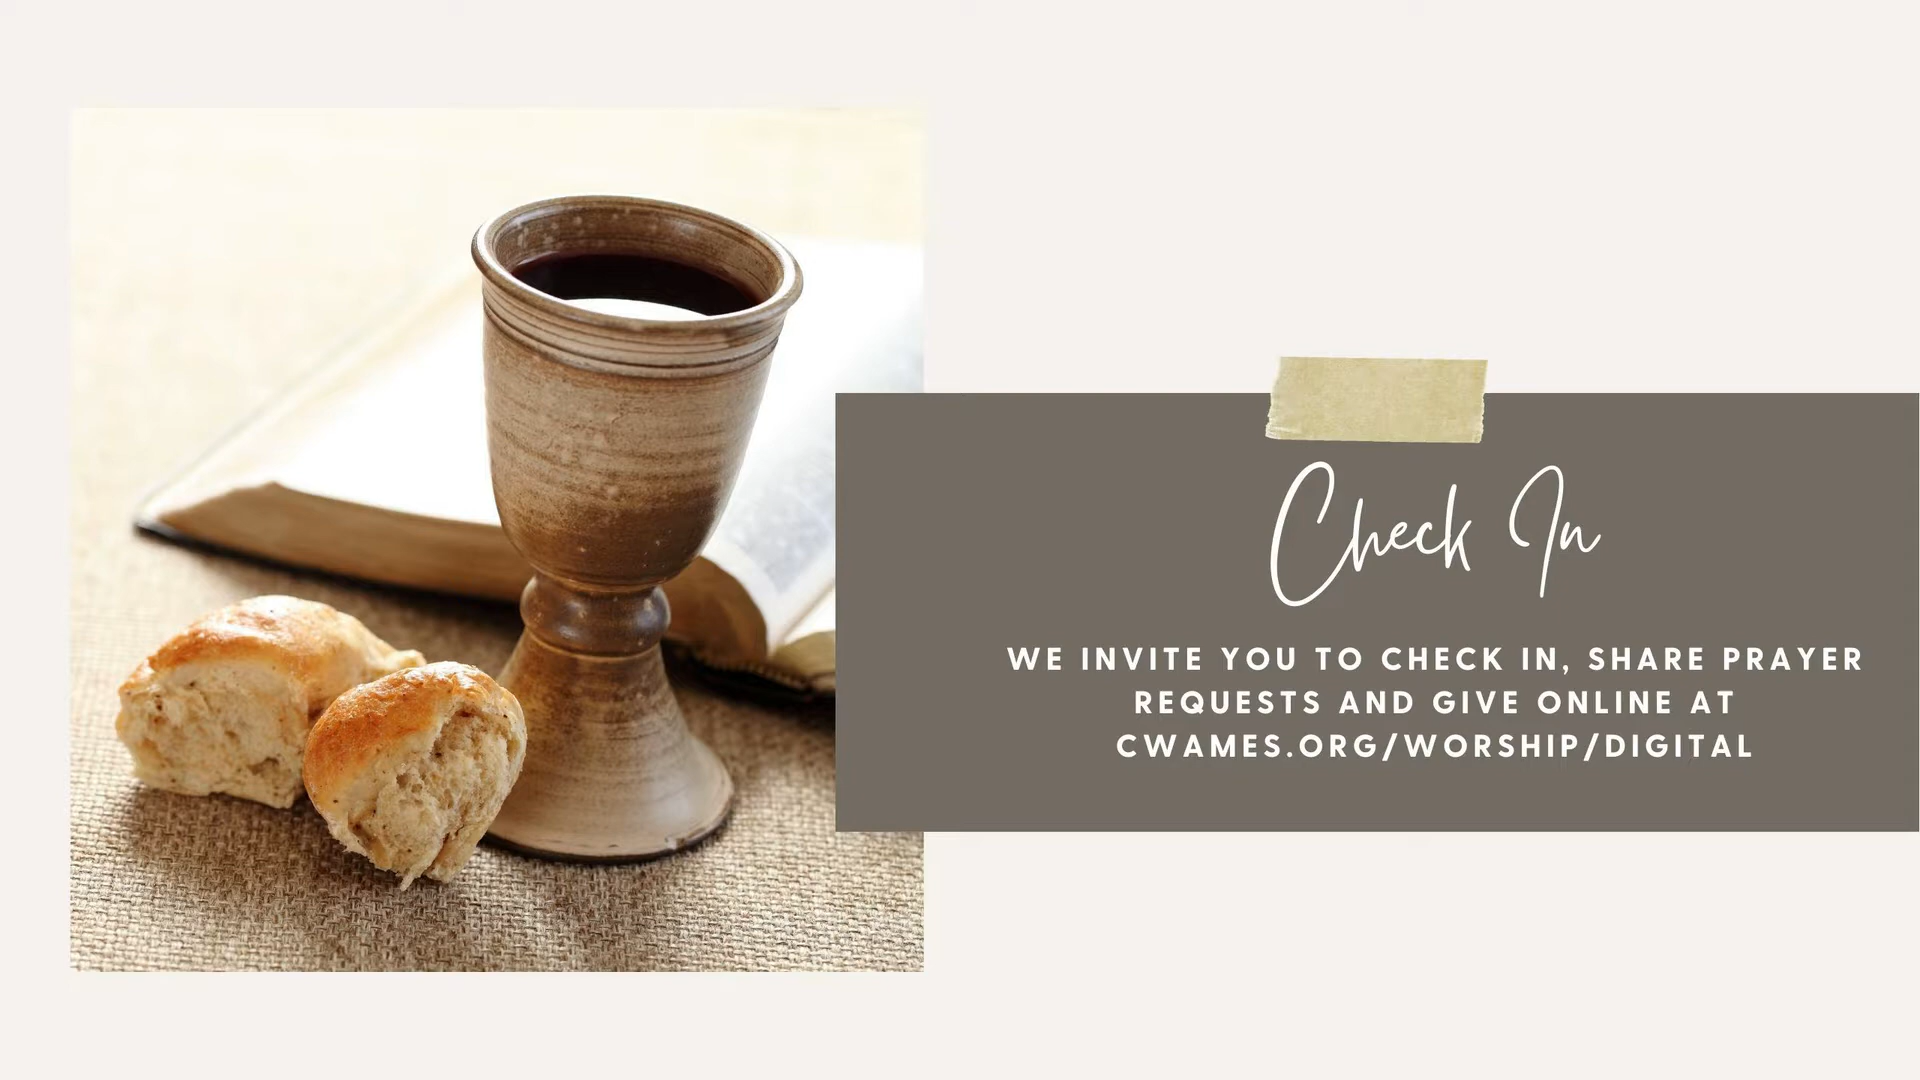 Check In
WE INVITE YOU TO CHECK IN, SHARE PRAYER
REQUESTS AND GIVE ONLINE AT
CWAMES.ORG/WORSHIP/DIGITAL